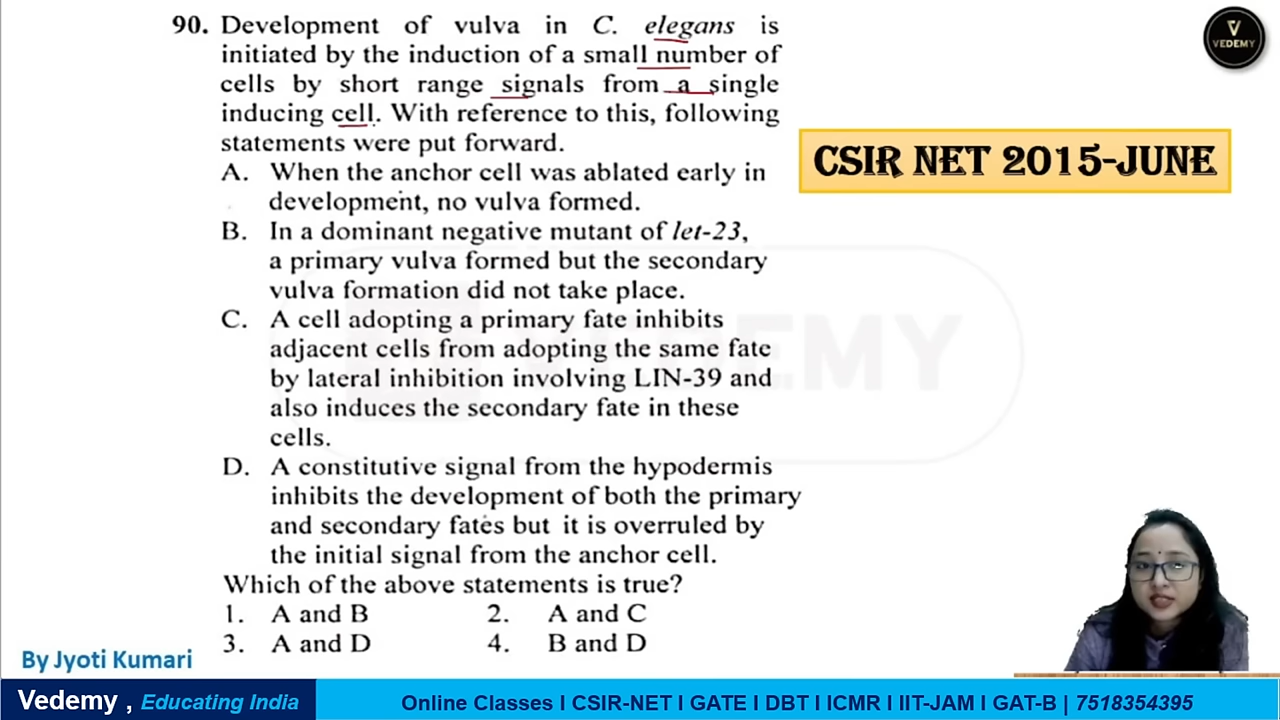 90. Development of vulva in C. elegans is
initiated by the induction of a small number of
cells by short range signals from a single
inducing cell. With reference to this, following
statements were put forward.
A. When the anchor cell was ablated early in
development, no vulva formed.
B. In a dominant negative mutant of let-23,
a primary vulva formed but the secondary
vulva formation did not take place.
C. A cell adopting a primary fate inhibits
adjacent cells from adopting the same fate
by lateral inhibition involving LIN-39 and
also induces the secondary fate in these
cells.
D. A constitutive signal from the hypodermis
inhibits the development of both the primary
and secondary fates but it is overruled by
the initial signal from the anchor cell.
Which of the above statements is true?
1. A and B 2. A and C
3. A and D 4. B and D
CSIR NET 2015-JUNE
V
VEDEMY
VEDEMY
By Jyoti Kumari
Vedemy , Educating India
Online Classes I CSIR-NET I GATE I DBT I ICMR I IIT-JAM I GAT-B | 7518354395